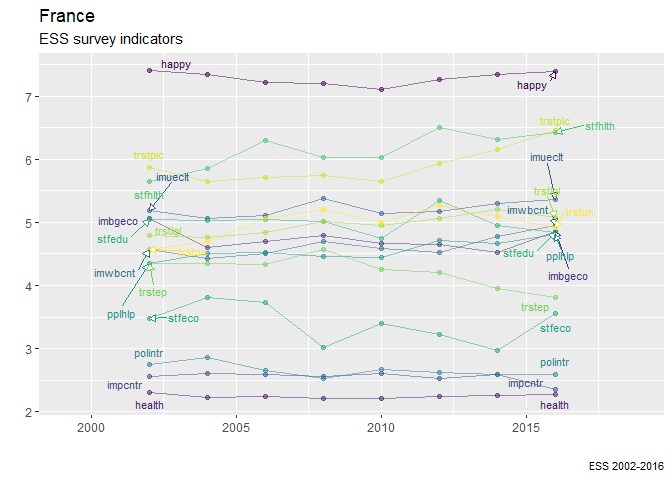 France
ESS survey indicators
7
6
5
4
3
2
happy
happy
trstplc
trstplc
stfhlth
imueclt
imueclt
stfhlth
trstlgl
imwbcnt
trstun
imbgeco
stfedu
trstlgl
stfedu
pplhlp
imwbcnt
imbgeco
trstep
trstep
pplhlp
stfeco
stfeco
polintr
polintr
impcntr
impcntr
health
health
2000
2005
2010
2015
ESS 2002-2016